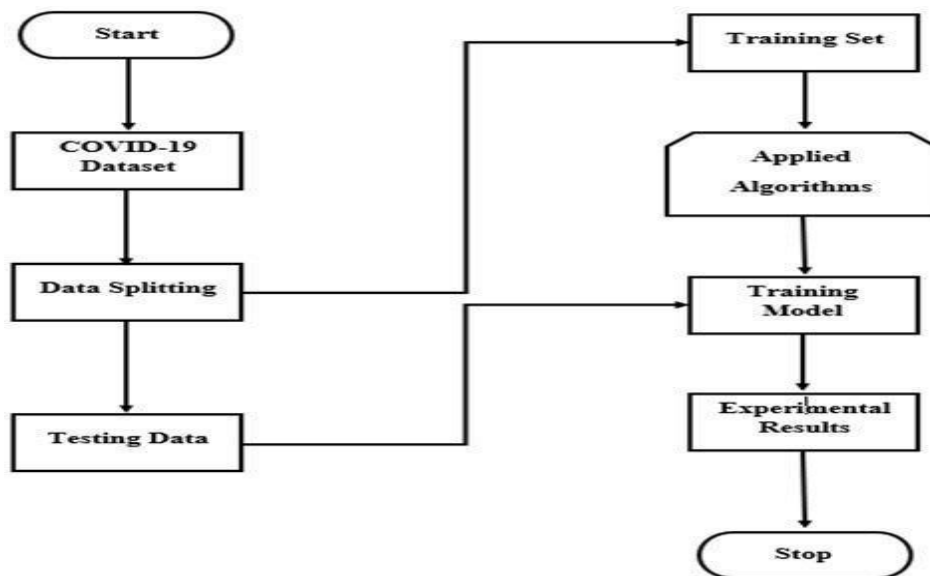 Start
COVID-19
Dataset
Data Splitting
Testing Data
Training Set
Applied
Algorithms
Training
Model
Experimental
Results
Stop